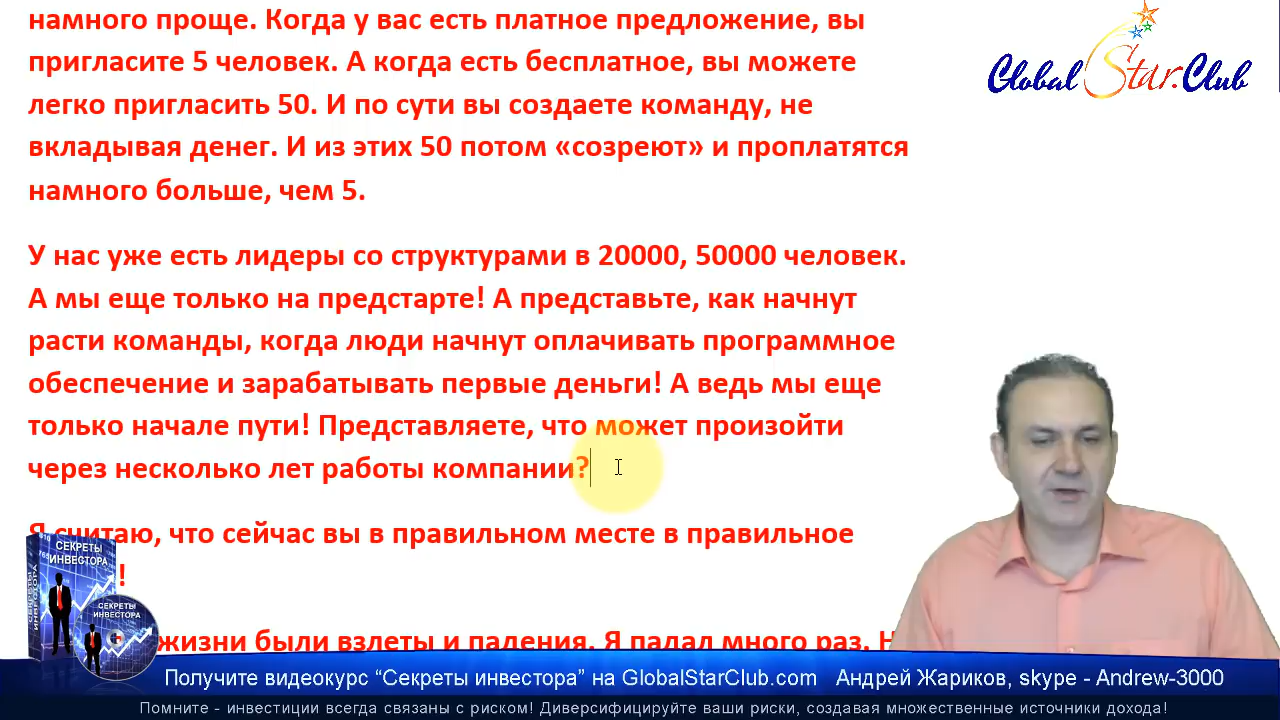 намного проще. Когда у вас есть платное предложение, вы
пригласите 5 человек. А когда есть бесплатное, вы можете
легко пригласить 50. И по сути вы создаете команду, не
вкладывая денег. И из этих 50 потом «созреют» и проплатятся
намного больше, чем 5.
Global Star.Club
У нас уже есть лидеры со структурами в 20000, 50000 человек.
А мы еще только на предстарте! А представьте, как начнут
расти команды, когда люди начнут оплачивать программное
обеспечение и зарабатывать первые деньги! А ведь мы еще
только начале пути! Представляете, что может произойти
через несколько лет работы компании?
Я считаю, что сейчас вы в правильном месте в правильное
!
жизни были взлеты и падения. Я падал много раз. Н
СЕКРЕТЫ
ИНВЕСТОРА
СЕКРЕТЫ
ИНВЕСТОРА
Получите видеокурс “Секреты инвестора” на GlobalStarClub.com Андрей Жариков, skype - Andrew-3000
Помните - инвестиции всегда связаны с риском! Диверсифицируйте ваши риски, создавая множественные источники дохода!